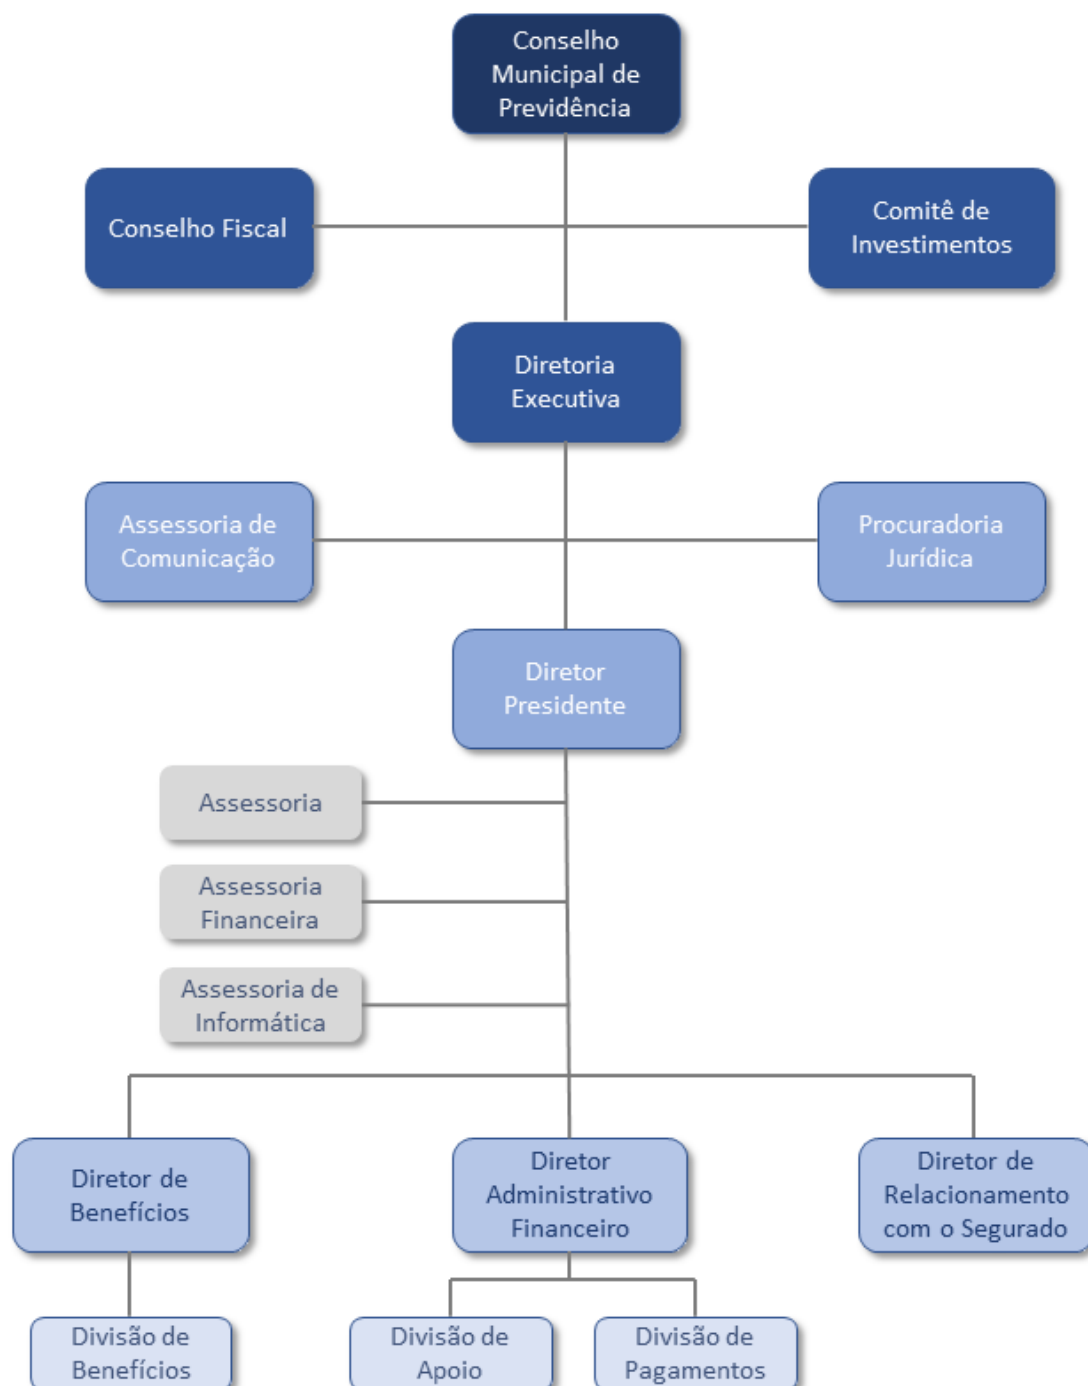 Conselho
Municipal de
Previdência
Conselho Fiscal
Comitê de
Investimentos
Diretoria
Executiva
Assessoria de
Comunicação
Procuradoria
Jurídica
Diretor
Presidente
Assessoria
Assessoria
Financeira
Assessoria de
Informática
Diretor de
Benefícios
Diretor
Administrativo
Financeiro
Diretor de
Relacionamento
com o Segurado
Divisão de
Benefícios
Divisão de
Apoio
Divisão de
Pagamentos